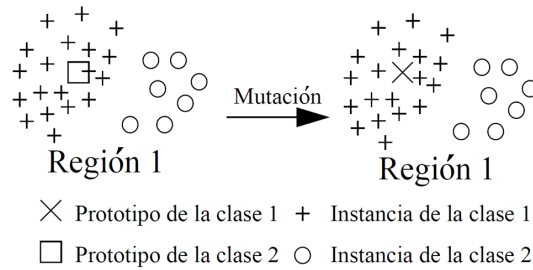 Mutación
Región 1
Región 1
Prototipo de la clase 1
Instancia de la clase 1
Prototipo de la clase 2
Instancia de la clase 2